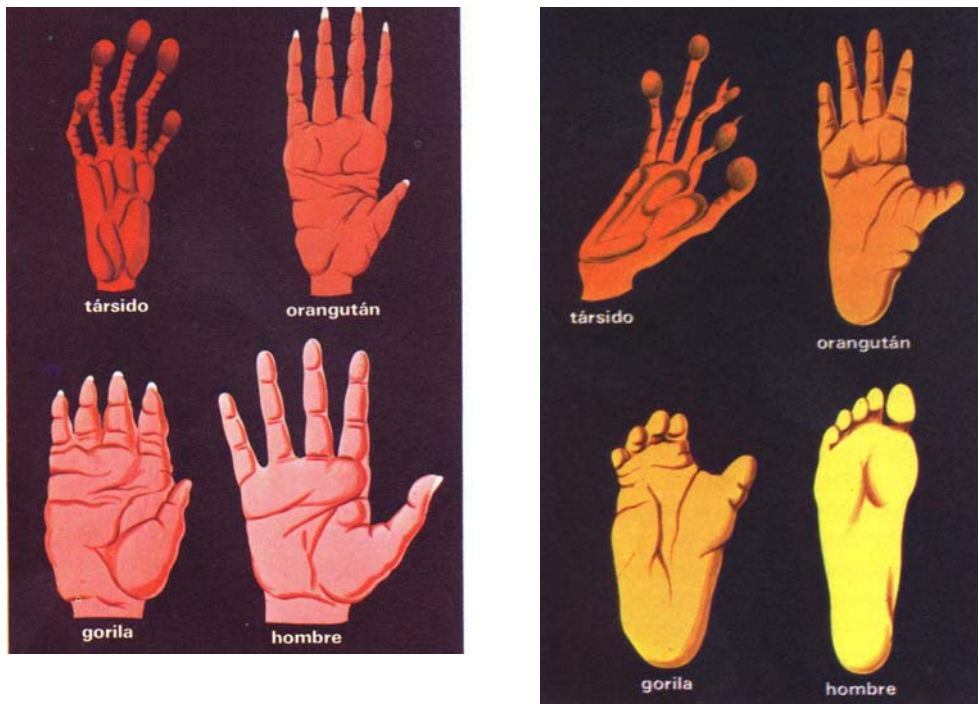 társido
orangután
gorila
hombre
társido
orangután
gorila
hombre